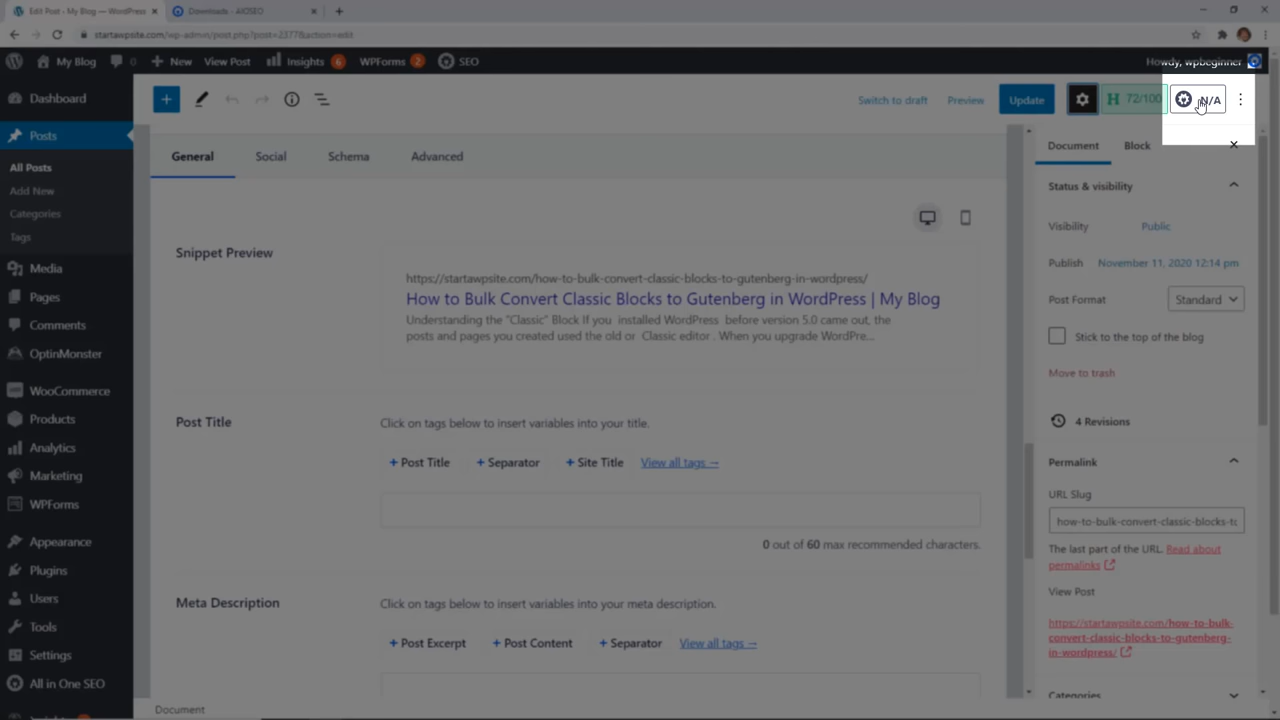 Edit Post - My Blog — WordPress
Downloads - AIOSEO
startawpsite.com/wp-admin/post.php?post=2377&action=edit
My Blog
0
New
View Post
Insights
6
WPForms
2
SEO
Howdy, wpbeginner
Dashboard
Posts
All Posts
Add New
Categories
Tags
Media
Pages
Comments
OptinMonster
WooCommerce
Products
Analytics
Marketing
WPForms
Appearance
Plugins
Users
Tools
Settings
All in One SEO
Switch to draft
Preview
Update
H 72/100
N/A
General
Social
Schema
Advanced
Snippet Preview
https://startawpsite.com/how-to-bulk-convert-classic-blocks-to-gutenberg-in-wordpress/
How to Bulk Convert Classic Blocks to Gutenberg in WordPress | My Blog
Understanding the "Classic" Block If you installed WordPress before version 5.0 came out, the
posts and pages you created used the old or Classic editor . When you upgrade WordPre...
Post Title
Click on tags below to insert variables into your title.
+ Post Title
+ Separator
+ Site Title
View all tags →
0 out of 60 max recommended characters.
Meta Description
Click on tags below to insert variables into your meta description.
+ Post Excerpt
+ Post Content
+ Separator
View all tags →
Document
Document
Block
Status & visibility
Visibility
Public
Publish
November 11, 2020 12:14 pm
Post Format
Standard
Stick to the top of the blog
Move to trash
4 Revisions
Permalink
URL Slug
how-to-bulk-convert-classic-blocks-to
The last part of the URL. Read about
permalinks
View Post
https://startawpsite.com/how-to-bulk-
convert-classic-blocks-to-gutenberg-
in-wordpress/
Categories